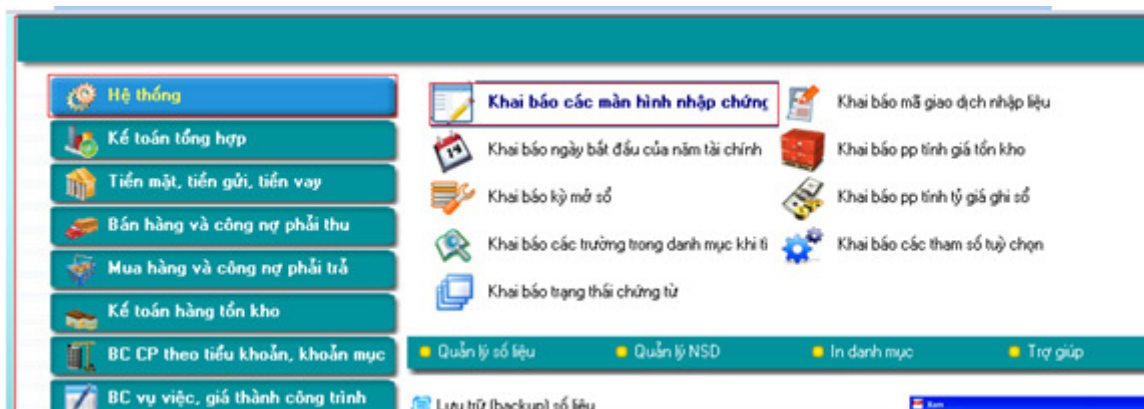 Hệ thống
Kế toán tổng hợp
Tiền mặt, tiền gửi, tiền vay
Bán hàng và công nợ phải thu
Mua hàng và công nợ phải trả
Kế toán hàng tồn kho
BC CP theo tiểu khoản, khoản mục
BC vụ việc, giá thành công trình
Khai báo các màn hình nhập chứng
Khai báo ngày bắt đầu của năm tài chính
Khai báo kỳ mở sổ
Khai báo các trường trong danh mục khi ti
Khai báo trạng thái chứng từ
Khai báo mã giao dịch nhập liệu
Khai báo pp tính giá tồn kho
Khai báo pp tính tỷ giá ghi sổ
Khai báo các tham số tuỳ chọn
Quản lý số liệu
Quản lý NSD
In danh mục
Trợ giúp
Lưu trữ (backup) số liệu